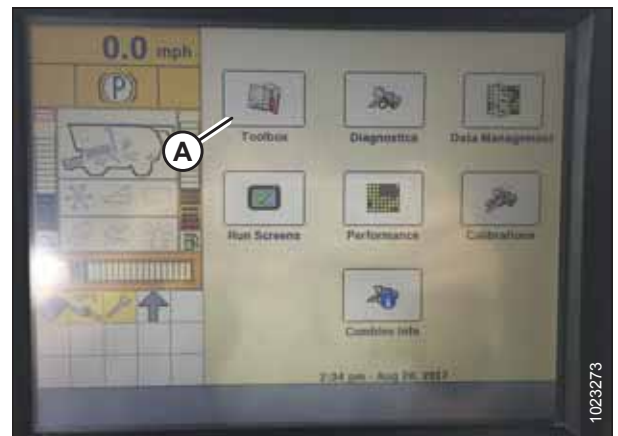 0.0 mph
(P)
A
Toolbox
Diagnostics
Data Management
Run Screens
Performance
Calibrations
Combine Info
2:34 pm - Aug 24, 2017
1023273